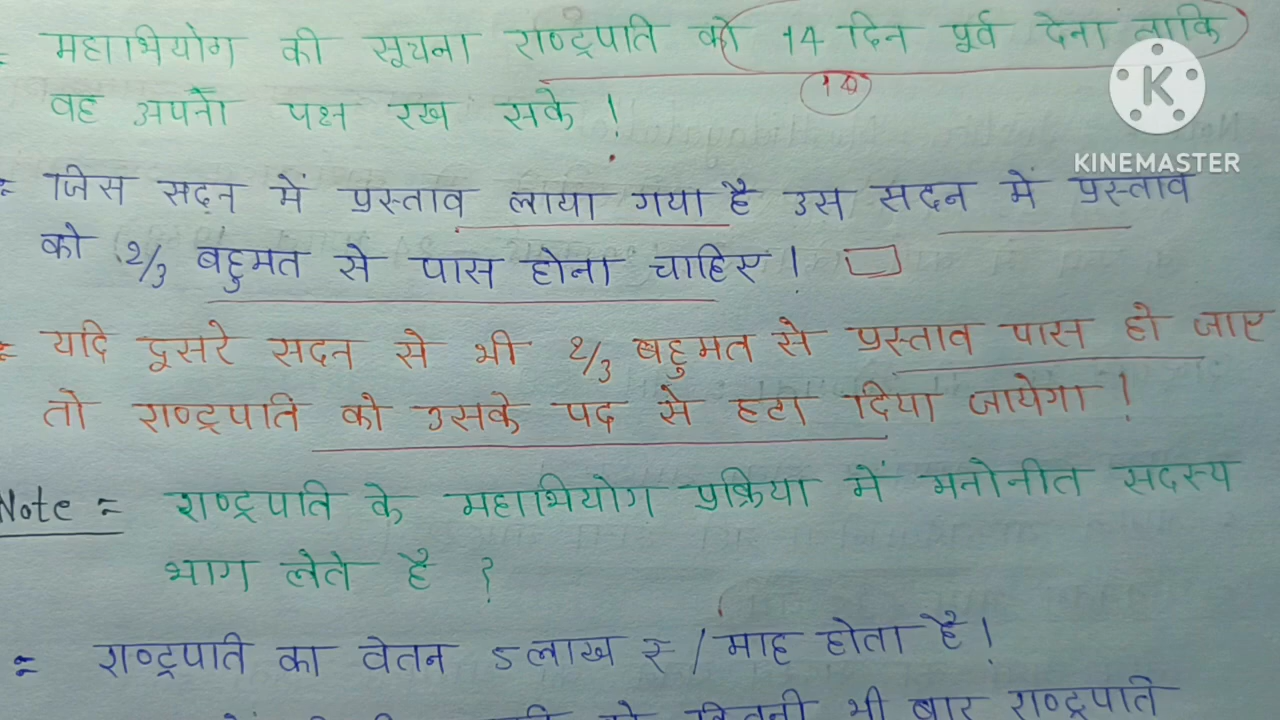 महाभियोग की सूचना राष्ट्रपति को 14 दिन पूर्व देना ताकि
14
वह अपनी पक्ष रख सके !
= जिस सदन में प्रस्ताव लाया गया है उस सदन में प्रस्ताव
को 2/3 बहुमत से पास होना चाहिए !
= यदि दूसरे सदन से भी 2/3 बहुमत से प्रस्ताव पास हो जाए
तो राष्ट्रपति को उसके पद से हटा दिया जायेगा !
Note = राष्ट्रपति के महाभियोग प्रक्रिया में मनोनीत सदस्य
भाग लेते है ?
= राष्ट्रपति का वेतन 5 लाख ₹ / माह होता है !
भी बार राष्ट्रपति
K
KINEMASTER